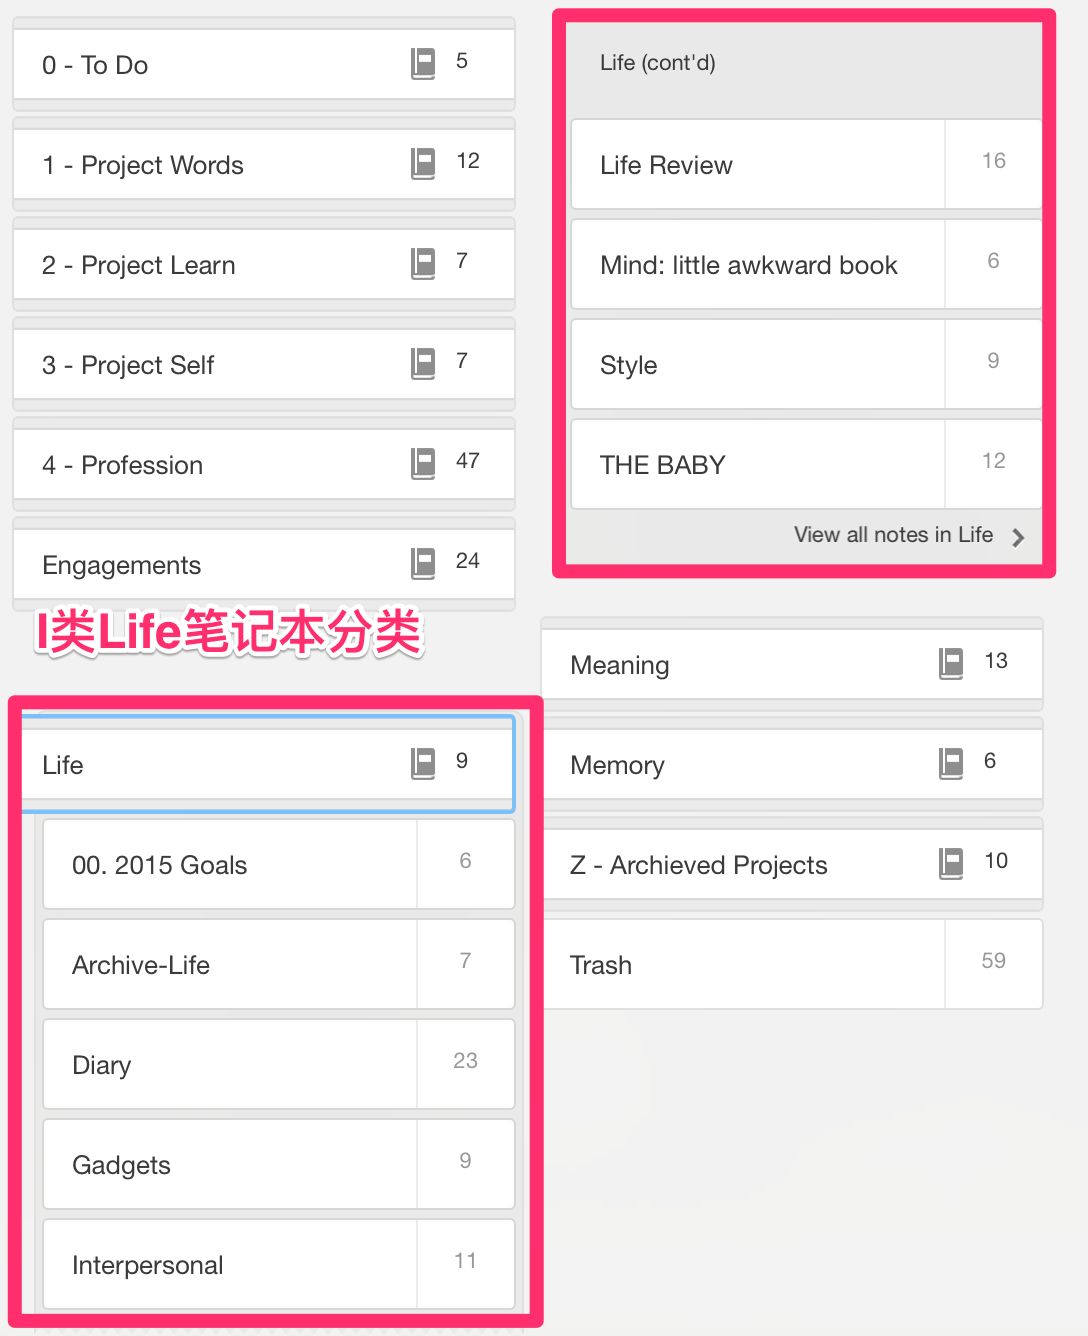 0 - To Do 5
1 - Project Words 12
2 - Project Learn 7
3 - Project Self 7
4 - Profession 47
Engagements 24
I类Life笔记本分类
Life 9
00. 2015 Goals 6
Archive-Life 7
Diary 23
Gadgets 9
Interpersonal 11
Life (cont'd)
Life Review 16
Mind: little awkward book 6
Style 9
THE BABY 12
View all notes in Life
Meaning 13
Memory 6
Z - Archieved Projects 10
Trash 59